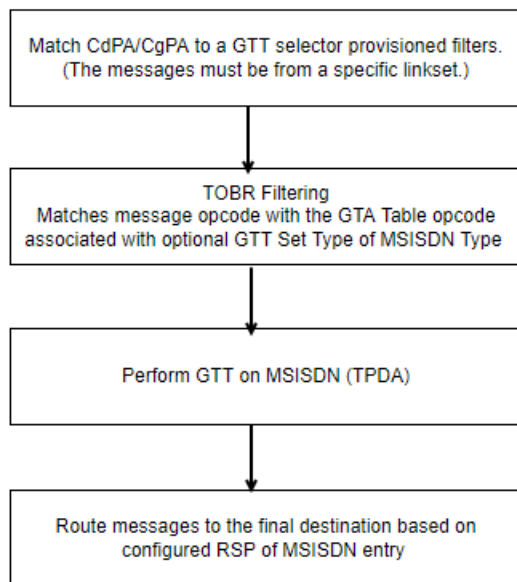 Match CdPA/CgPA to a GTT selector provisioned filters.
(The messages must be from a specific linkset.)
TOBR Filtering
Matches message opcode with the GTA Table opcode
associated with optional GTT Set Type of MSISDN Type
Perform GTT on MSISDN (TPDA)
Route messages to the final destination based on
configured RSP of MSISDN entry